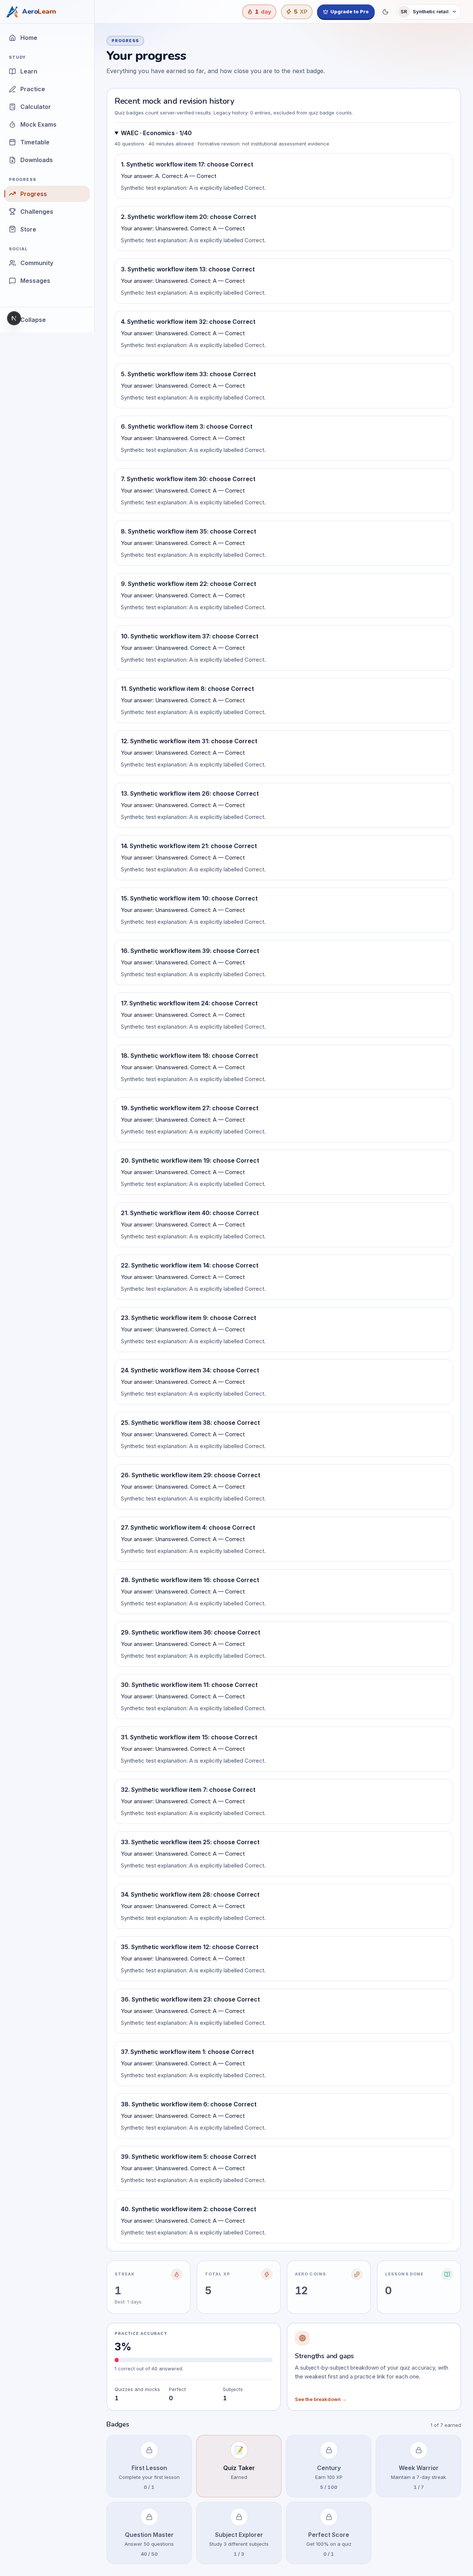 AeroLearn
1 day
5 XP
Upgrade to Pro
SR
Synthetic retail
Home
STUDY
Learn
Practice
Calculator
Mock Exams
Timetable
Downloads
PROGRESS
Progress
Challenges
Store
SOCIAL
Community
Messages
N
Collapse
PROGRESS
Your progress
Everything you have earned so far, and how close you are to the next badge.
Recent mock and revision history
Quiz badges count server-verified results. Legacy history: 0 entries, excluded from quiz badge counts.
▼ WAEC · Economics · 1/40
40 questions · 40 minutes allowed · Formative revision: not institutional assessment evidence
1. Synthetic workflow item 17: choose Correct
Your answer: A. Correct: A — Correct
Synthetic test explanation: A is explicitly labelled Correct.
2. Synthetic workflow item 20: choose Correct
Your answer: Unanswered. Correct: A — Correct
Synthetic test explanation: A is explicitly labelled Correct.
3. Synthetic workflow item 13: choose Correct
Your answer: Unanswered. Correct: A — Correct
Synthetic test explanation: A is explicitly labelled Correct.
4. Synthetic workflow item 32: choose Correct
Your answer: Unanswered. Correct: A — Correct
Synthetic test explanation: A is explicitly labelled Correct.
5. Synthetic workflow item 33: choose Correct
Your answer: Unanswered. Correct: A — Correct
Synthetic test explanation: A is explicitly labelled Correct.
6. Synthetic workflow item 3: choose Correct
Your answer: Unanswered. Correct: A — Correct
Synthetic test explanation: A is explicitly labelled Correct.
7. Synthetic workflow item 30: choose Correct
Your answer: Unanswered. Correct: A — Correct
Synthetic test explanation: A is explicitly labelled Correct.
8. Synthetic workflow item 35: choose Correct
Your answer: Unanswered. Correct: A — Correct
Synthetic test explanation: A is explicitly labelled Correct.
9. Synthetic workflow item 22: choose Correct
Your answer: Unanswered. Correct: A — Correct
Synthetic test explanation: A is explicitly labelled Correct.
10. Synthetic workflow item 37: choose Correct
Your answer: Unanswered. Correct: A — Correct
Synthetic test explanation: A is explicitly labelled Correct.
11. Synthetic workflow item 8: choose Correct
Your answer: Unanswered. Correct: A — Correct
Synthetic test explanation: A is explicitly labelled Correct.
12. Synthetic workflow item 31: choose Correct
Your answer: Unanswered. Correct: A — Correct
Synthetic test explanation: A is explicitly labelled Correct.
13. Synthetic workflow item 26: choose Correct
Your answer: Unanswered. Correct: A — Correct
Synthetic test explanation: A is explicitly labelled Correct.
14. Synthetic workflow item 21: choose Correct
Your answer: Unanswered. Correct: A — Correct
Synthetic test explanation: A is explicitly labelled Correct.
15. Synthetic workflow item 10: choose Correct
Your answer: Unanswered. Correct: A — Correct
Synthetic test explanation: A is explicitly labelled Correct.
16. Synthetic workflow item 39: choose Correct
Your answer: Unanswered. Correct: A — Correct
Synthetic test explanation: A is explicitly labelled Correct.
17. Synthetic workflow item 24: choose Correct
Your answer: Unanswered. Correct: A — Correct
Synthetic test explanation: A is explicitly labelled Correct.
18. Synthetic workflow item 18: choose Correct
Your answer: Unanswered. Correct: A — Correct
Synthetic test explanation: A is explicitly labelled Correct.
19. Synthetic workflow item 27: choose Correct
Your answer: Unanswered. Correct: A — Correct
Synthetic test explanation: A is explicitly labelled Correct.
20. Synthetic workflow item 19: choose Correct
Your answer: Unanswered. Correct: A — Correct
Synthetic test explanation: A is explicitly labelled Correct.
21. Synthetic workflow item 40: choose Correct
Your answer: Unanswered. Correct: A — Correct
Synthetic test explanation: A is explicitly labelled Correct.
22. Synthetic workflow item 14: choose Correct
Your answer: Unanswered. Correct: A — Correct
Synthetic test explanation: A is explicitly labelled Correct.
23. Synthetic workflow item 9: choose Correct
Your answer: Unanswered. Correct: A — Correct
Synthetic test explanation: A is explicitly labelled Correct.
24. Synthetic workflow item 34: choose Correct
Your answer: Unanswered. Correct: A — Correct
Synthetic test explanation: A is explicitly labelled Correct.
25. Synthetic workflow item 38: choose Correct
Your answer: Unanswered. Correct: A — Correct
Synthetic test explanation: A is explicitly labelled Correct.
26. Synthetic workflow item 29: choose Correct
Your answer: Unanswered. Correct: A — Correct
Synthetic test explanation: A is explicitly labelled Correct.
27. Synthetic workflow item 4: choose Correct
Your answer: Unanswered. Correct: A — Correct
Synthetic test explanation: A is explicitly labelled Correct.
28. Synthetic workflow item 16: choose Correct
Your answer: Unanswered. Correct: A — Correct
Synthetic test explanation: A is explicitly labelled Correct.
29. Synthetic workflow item 36: choose Correct
Your answer: Unanswered. Correct: A — Correct
Synthetic test explanation: A is explicitly labelled Correct.
30. Synthetic workflow item 11: choose Correct
Your answer: Unanswered. Correct: A — Correct
Synthetic test explanation: A is explicitly labelled Correct.
31. Synthetic workflow item 15: choose Correct
Your answer: Unanswered. Correct: A — Correct
Synthetic test explanation: A is explicitly labelled Correct.
32. Synthetic workflow item 7: choose Correct
Your answer: Unanswered. Correct: A — Correct
Synthetic test explanation: A is explicitly labelled Correct.
33. Synthetic workflow item 25: choose Correct
Your answer: Unanswered. Correct: A — Correct
Synthetic test explanation: A is explicitly labelled Correct.
34. Synthetic workflow item 28: choose Correct
Your answer: Unanswered. Correct: A — Correct
Synthetic test explanation: A is explicitly labelled Correct.
35. Synthetic workflow item 12: choose Correct
Your answer: Unanswered. Correct: A — Correct
Synthetic test explanation: A is explicitly labelled Correct.
36. Synthetic workflow item 23: choose Correct
Your answer: Unanswered. Correct: A — Correct
Synthetic test explanation: A is explicitly labelled Correct.
37. Synthetic workflow item 1: choose Correct
Your answer: Unanswered. Correct: A — Correct
Synthetic test explanation: A is explicitly labelled Correct.
38. Synthetic workflow item 6: choose Correct
Your answer: Unanswered. Correct: A — Correct
Synthetic test explanation: A is explicitly labelled Correct.
39. Synthetic workflow item 5: choose Correct
Your answer: Unanswered. Correct: A — Correct
Synthetic test explanation: A is explicitly labelled Correct.
40. Synthetic workflow item 2: choose Correct
Your answer: Unanswered. Correct: A — Correct
Synthetic test explanation: A is explicitly labelled Correct.
STREAK
1
Best: 1 days
TOTAL XP
5
AERO COINS
12
LESSONS DONE
0
PRACTICE ACCURACY
3%
1 correct out of 40 answered.
Quizzes and mocks
1
Perfect
0
Subjects
1
Strengths and gaps
A subject-by-subject breakdown of your quiz accuracy, with
the weakest first and a practice link for each one.
See the breakdown →
Badges
1 of 7 earned
First Lesson
Complete your first lesson
0 / 1
Quiz Taker
Earned
Century
Earn 100 XP
5 / 100
Week Warrior
Maintain a 7-day streak
1 / 7
Question Master
Answer 50 questions
40 / 50
Subject Explorer
Study 3 different subjects
1 / 3
Perfect Score
Get 100% on a quiz
0 / 1